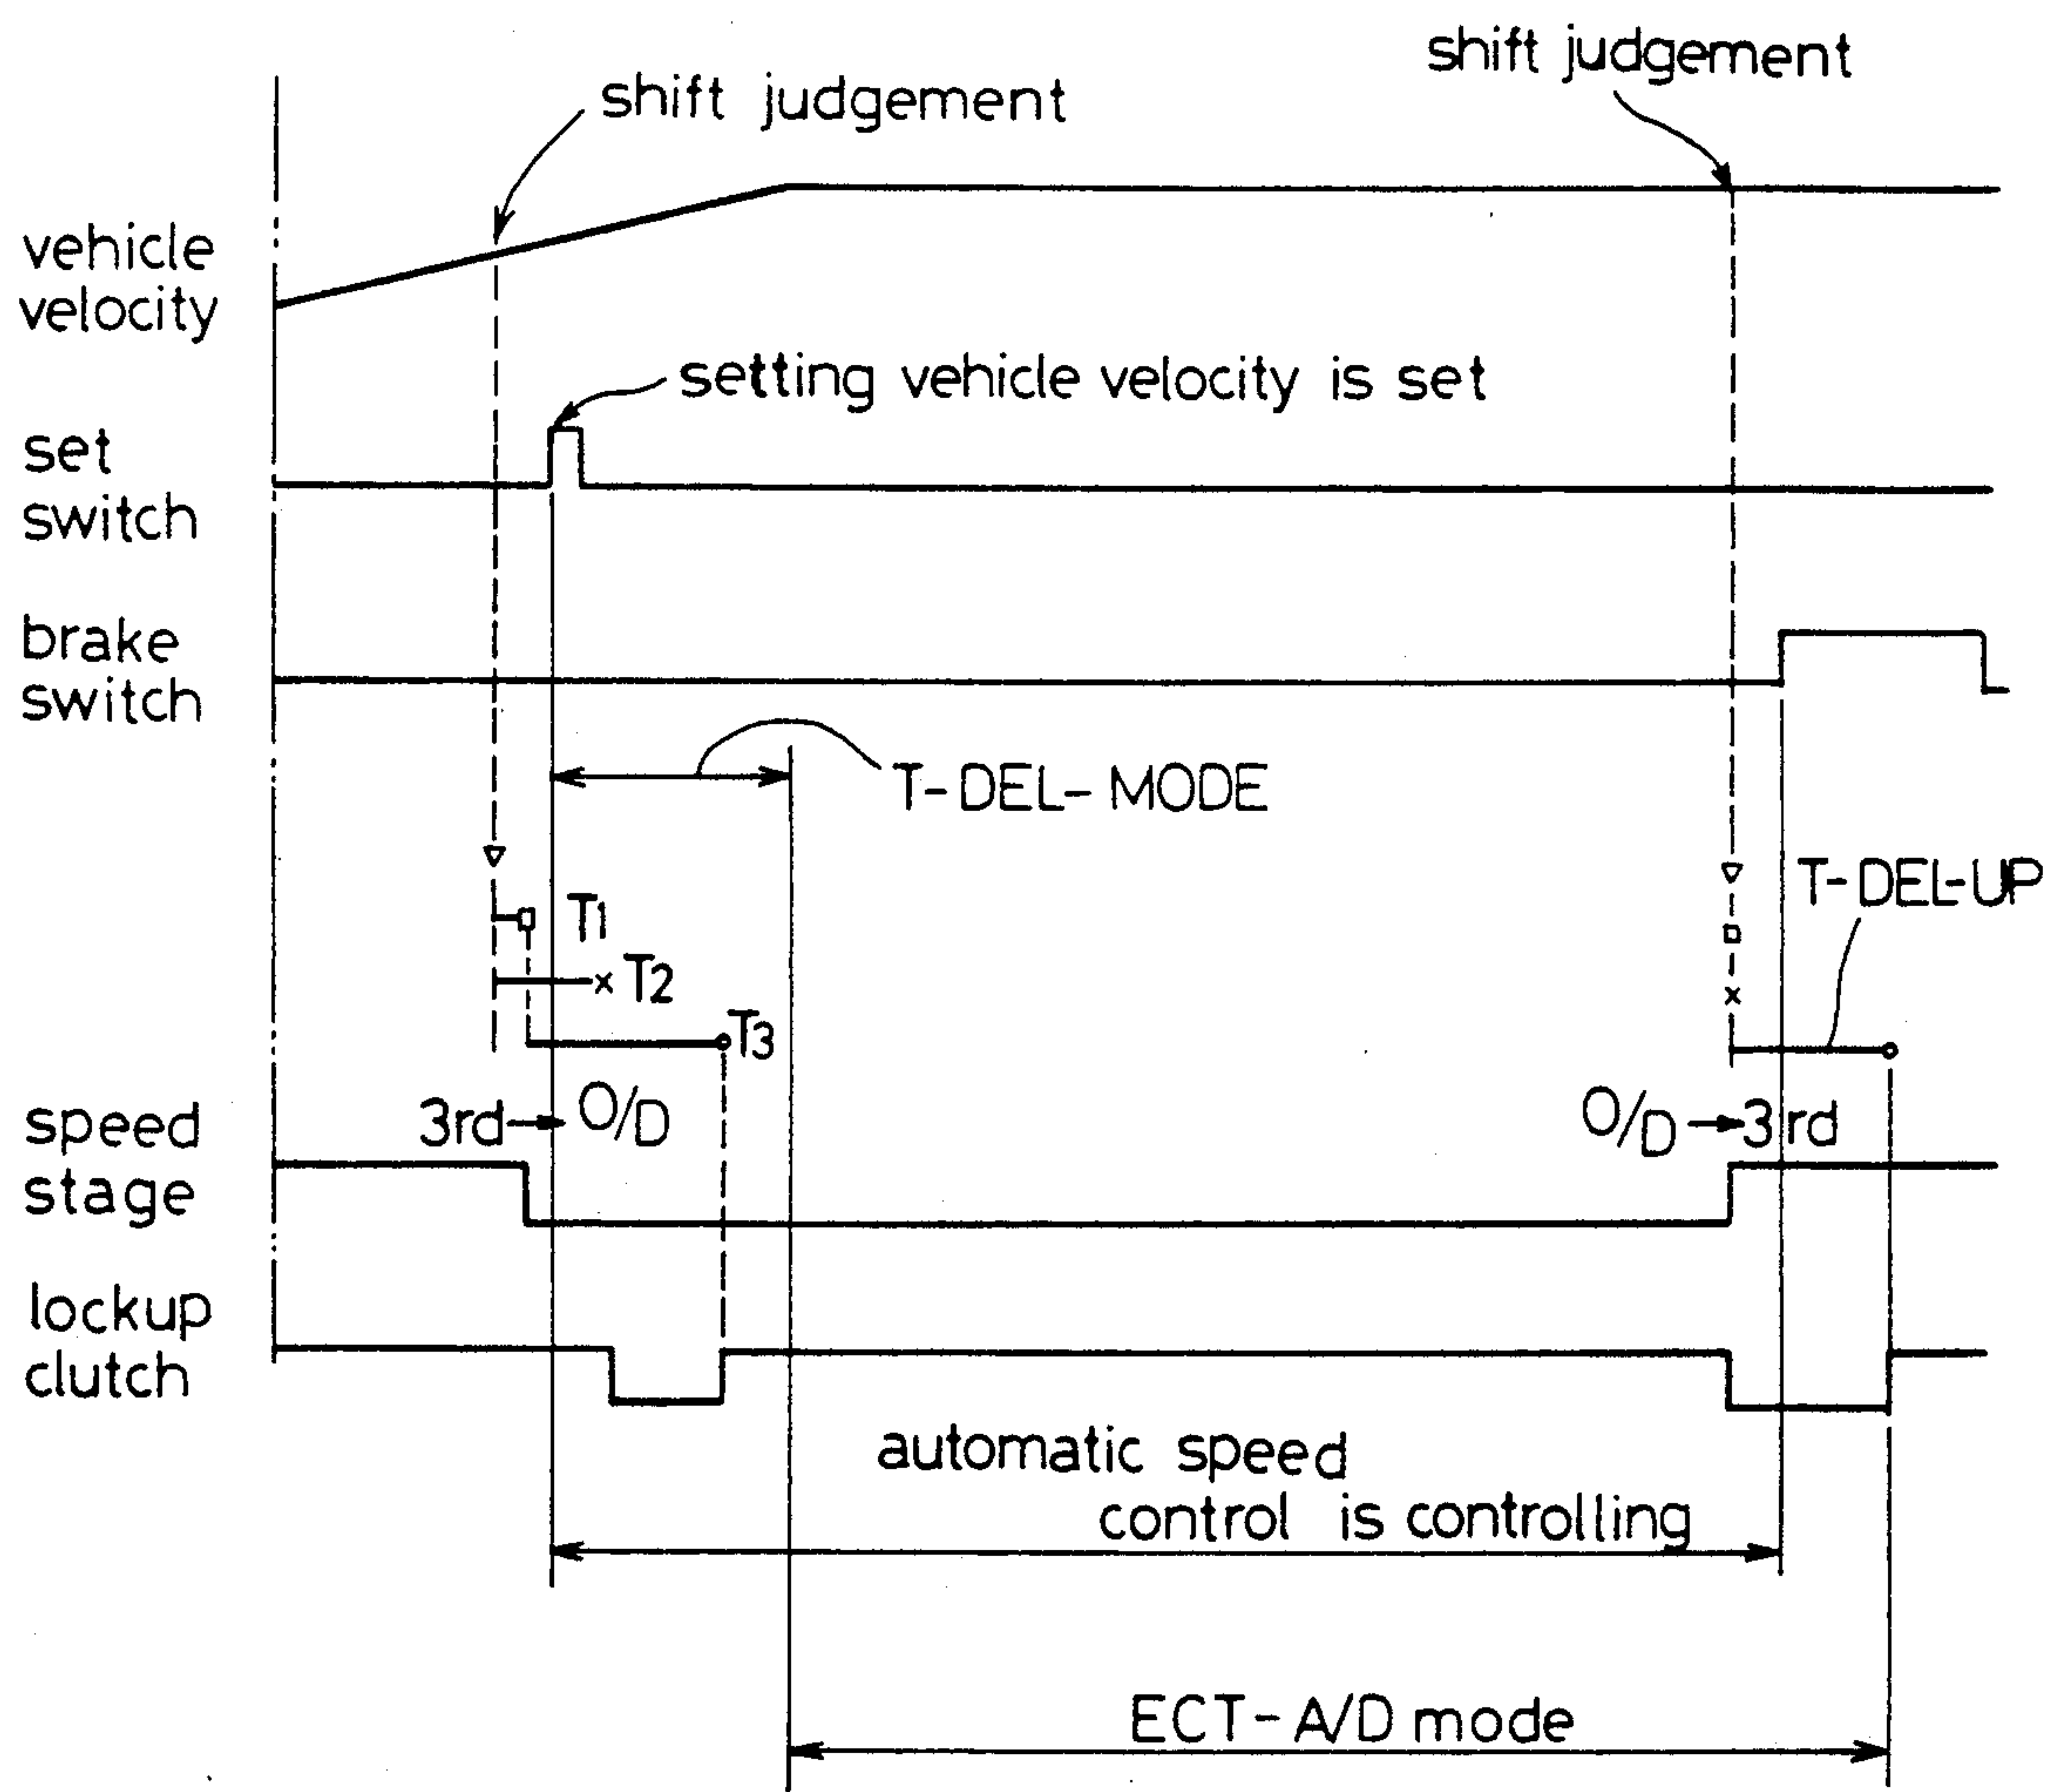 shift judgement
shift judgement
vehicle
velocity
setting vehicle velocity is set
set
switch
brake
switch
T-DEL-MODE
T-DEL-UP
T1
T2
T3
3rd→O/D
O/D→3rd
speed
stage
lockup
clutch
automatic speed
control is controlling
ECT-A/D mode